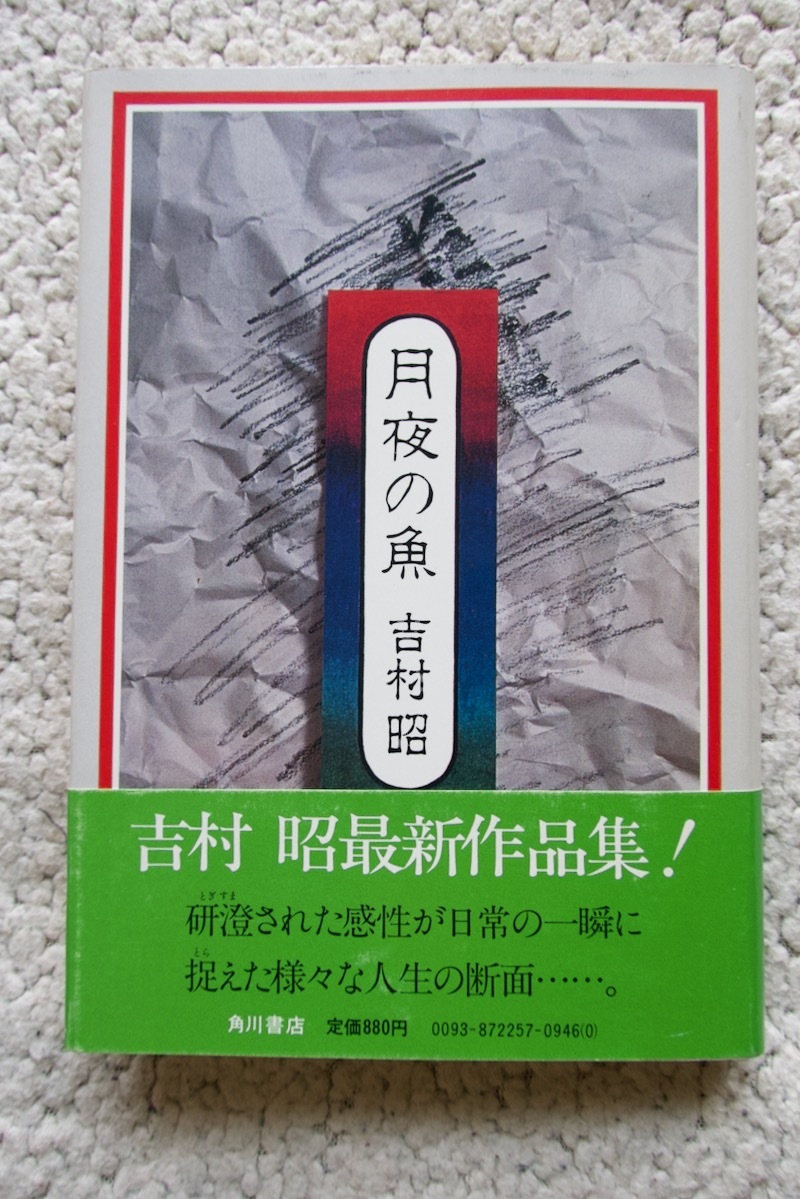 月夜の魚
吉村昭
吉村 昭最新作品集!
とぎすま
研澄された感性が日常の一瞬に
とら
捉えた様々な人生の断面……。
角川書店 定価880円 0093-872257-0946(0)